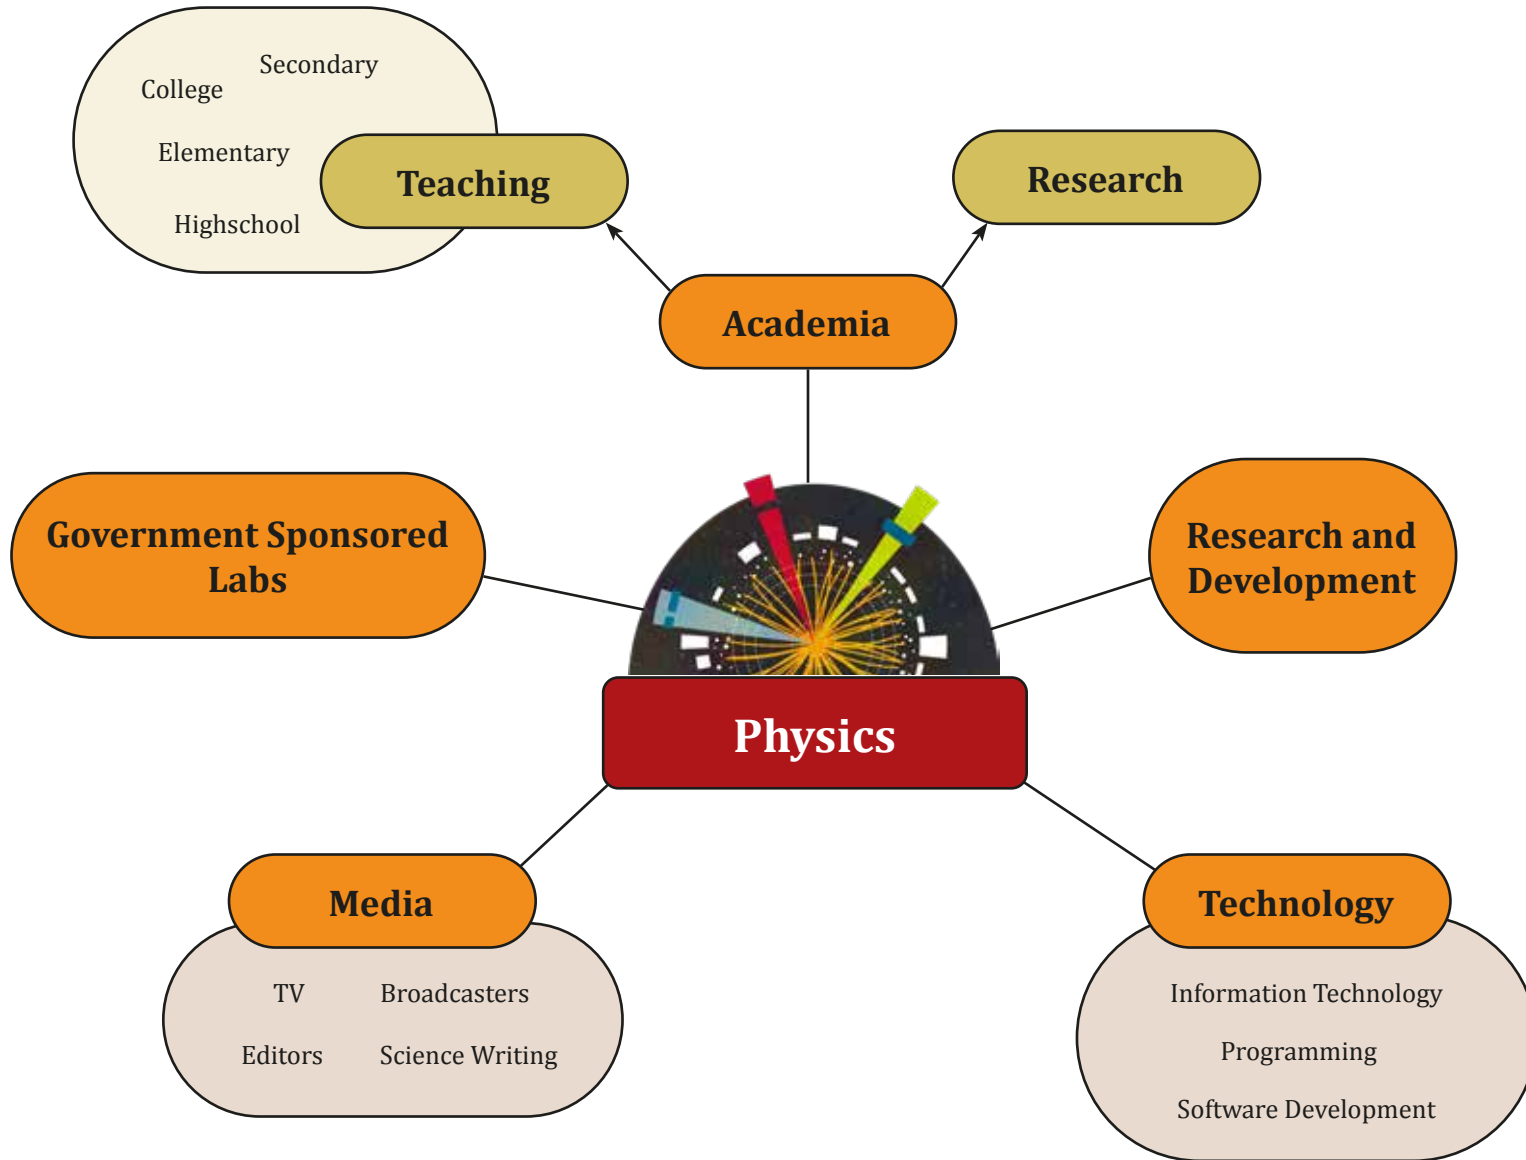 Secondary
College
Elementary
Highschool
Teaching
Research
Academia
Government Sponsored
Labs
Research and
Development
Physics
Media
TV
Broadcasters
Editors
Science Writing
Technology
Information Technology
Programming
Software Development